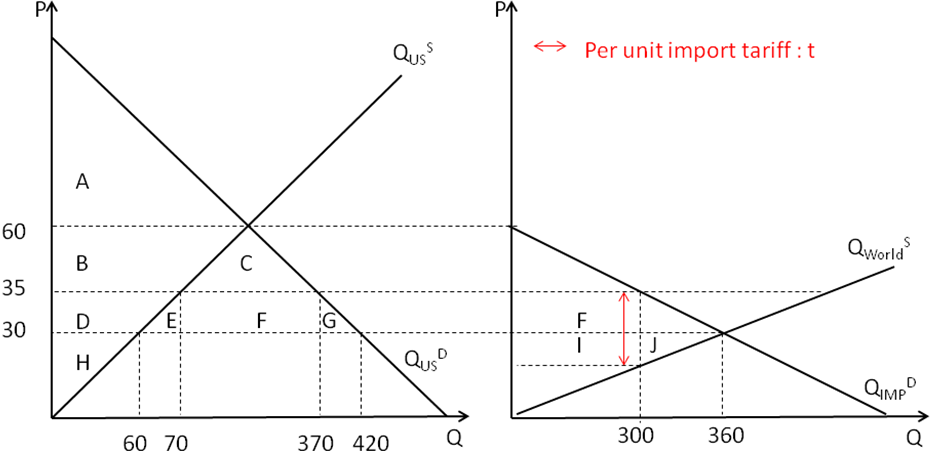 P
Q_US^S
A
60
B
C
35
D
E
F
G
30
H
Q_US^D
60
70
370
420
Q
P
Per unit import tariff : t
Q_World^S
F
I
J
Q_IMP^D
300
360
Q